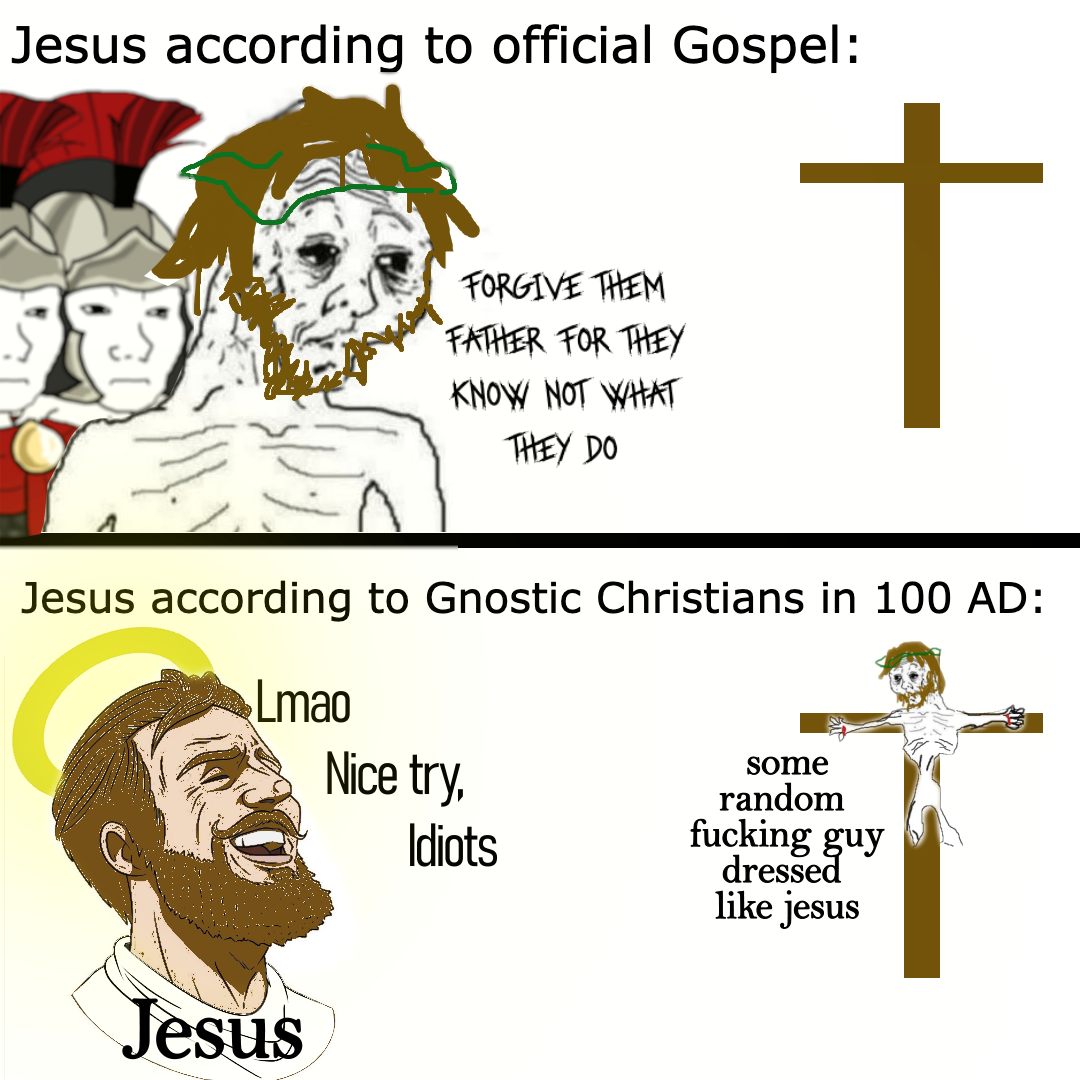 Jesus according to official Gospel:
FORGIVE THEM
FATHER FOR THEY
KNOW NOT WHAT
THEY DO
Jesus according to Gnostic Christians in 100 AD:
Lmao
Nice try,
Idiots
some
random
fucking guy
dressed
like jesus
Jesus